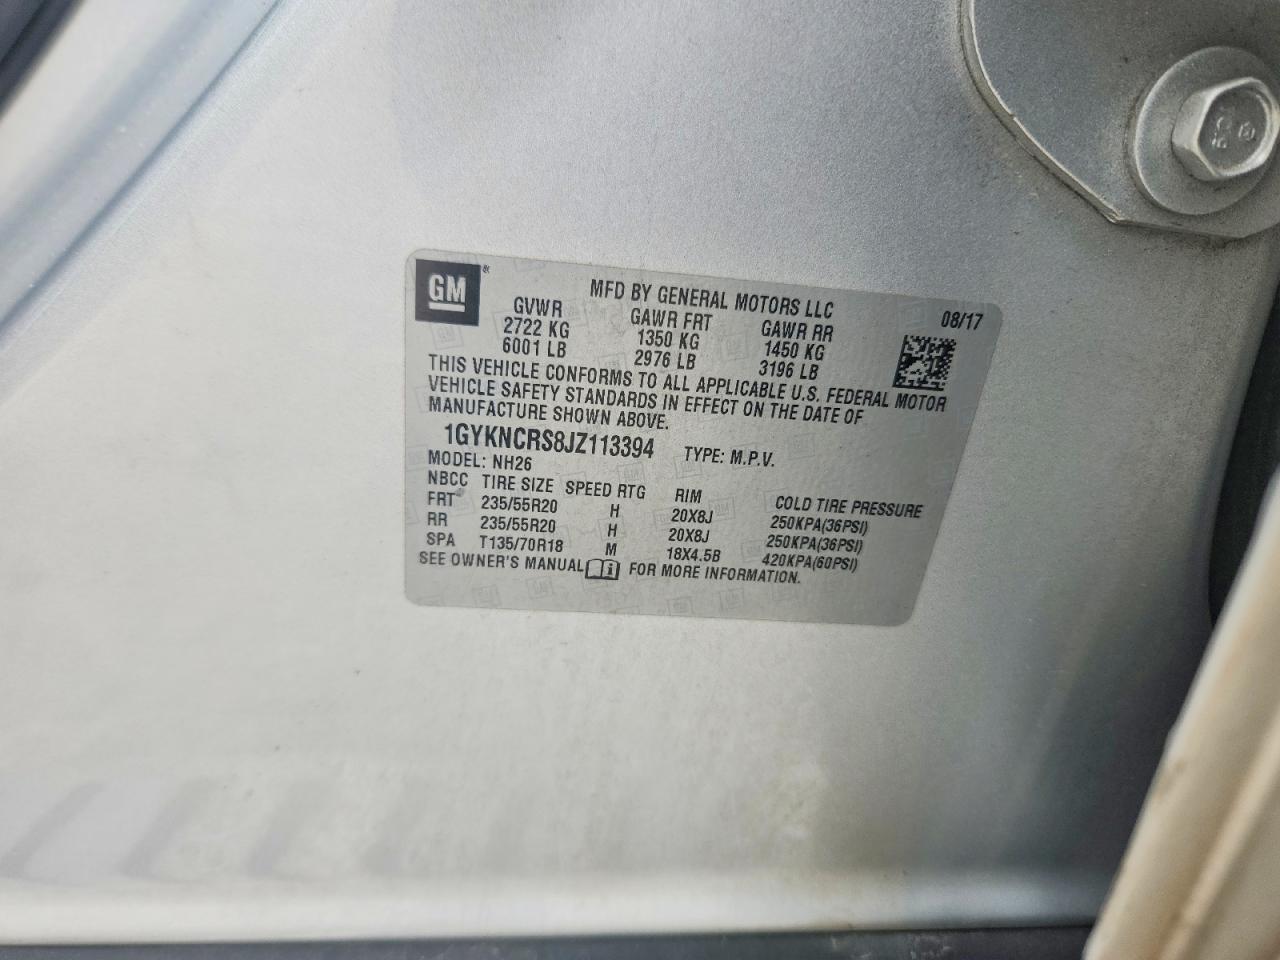 GM
MFD BY GENERAL MOTORS LLC
08/17
GVWR GAWR FRT GAWR RR
2722 KG 1350 KG 1450 KG
6001 LB 2976 LB 3196 LB
THIS VEHICLE CONFORMS TO ALL APPLICABLE U.S. FEDERAL MOTOR
VEHICLE SAFETY STANDARDS IN EFFECT ON THE DATE OF
MANUFACTURE SHOWN ABOVE.
1GYKNCRS8JZ113394 TYPE: M.P.V.
MODEL: NH26
NBCC TIRE SIZE SPEED RTG RIM COLD TIRE PRESSURE
FRT 235/55R20 H 20X8J 250KPA(36PSI)
RR 235/55R20 H 20X8J 250KPA(36PSI)
SPA T135/70R18 M 18X4.5B 420KPA(60PSI)
SEE OWNER'S MANUAL FOR MORE INFORMATION.